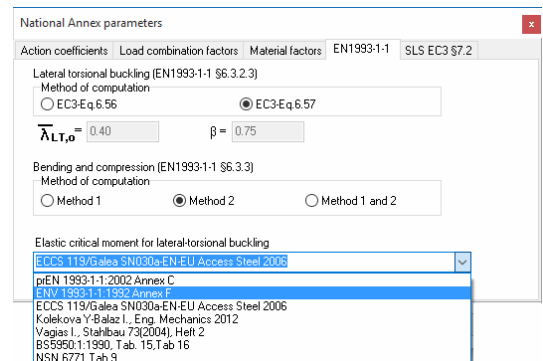 National Annex parameters
x
Action coefficients Load combination factors Material factors EN1993-1-1 SLS EC3 §7.2
Lateral torsional buckling (EN1993-1-1 §6.3.2.3)
Method of computation
EC3-Eq.6.56 EC3-Eq.6.57
λLT,o= 0.40 β = 0.75
Bending and compression (EN1993-1-1 §6.3.3)
Method of computation
Method 1 Method 2 Method 1 and 2
Elastic critical moment for lateral-torsional buckling
ECCS 119/Galea SN030a-EN-EU Access Steel 2006
prEN 1993-1-1:2002 Annex C
ENV 1993-1-1:1992 Annex F
ECCS 119/Galea SN030a-EN-EU Access Steel 2006
Kolekova Y-Balaz I., Eng. Mechanics 2012
Vagias I., Stahlbau 73(2004), Heft 2
BS5950:1:1990, Tab. 15,Tab 16
NSN 6771 Tab 9